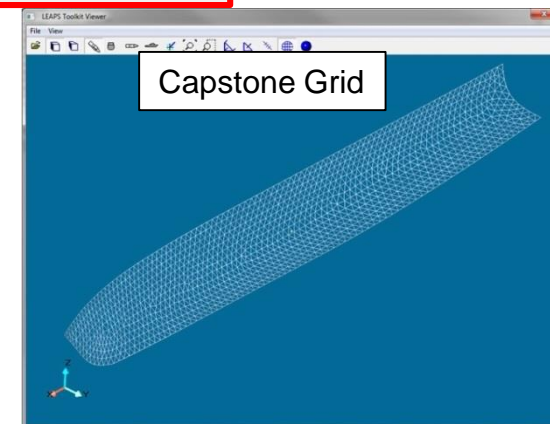 LEAPS Toolkit Viewer
File View
Capstone Grid
Z
X Y